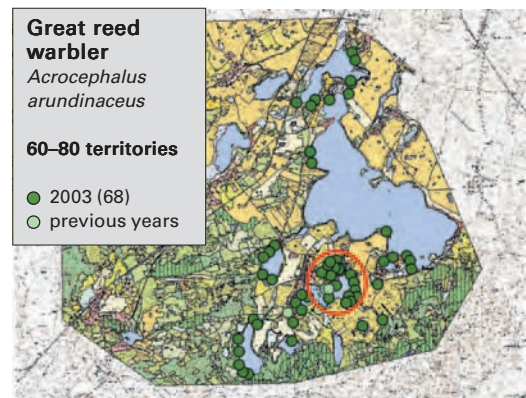 Great reed
warbler
Acrocephalus
arundinaceus
60–80 territories
2003 (68)
previous years